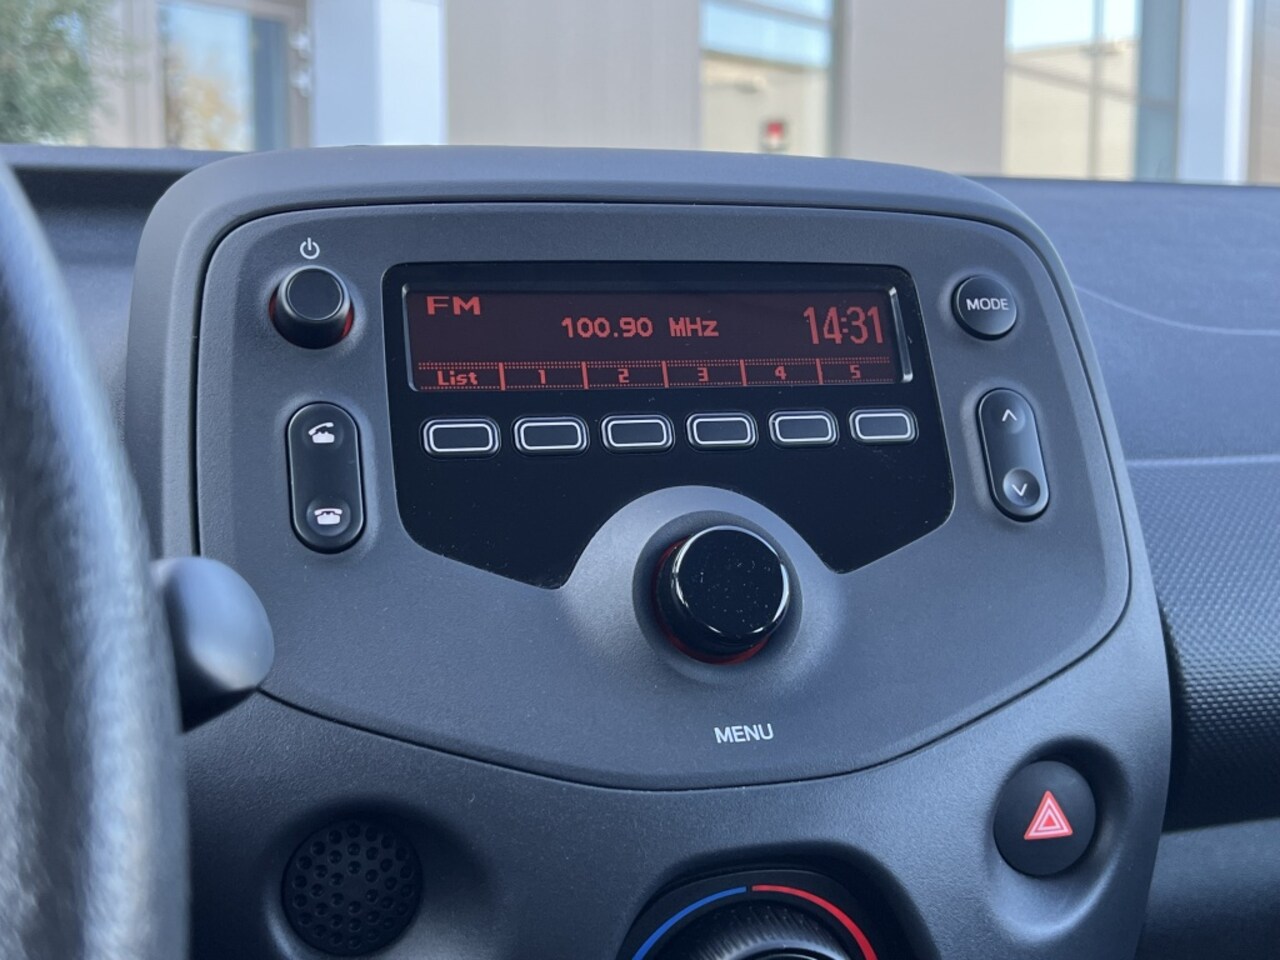 FM
100.90 MHz
14:31
List 1 2 3 4 5
MODE
MENU